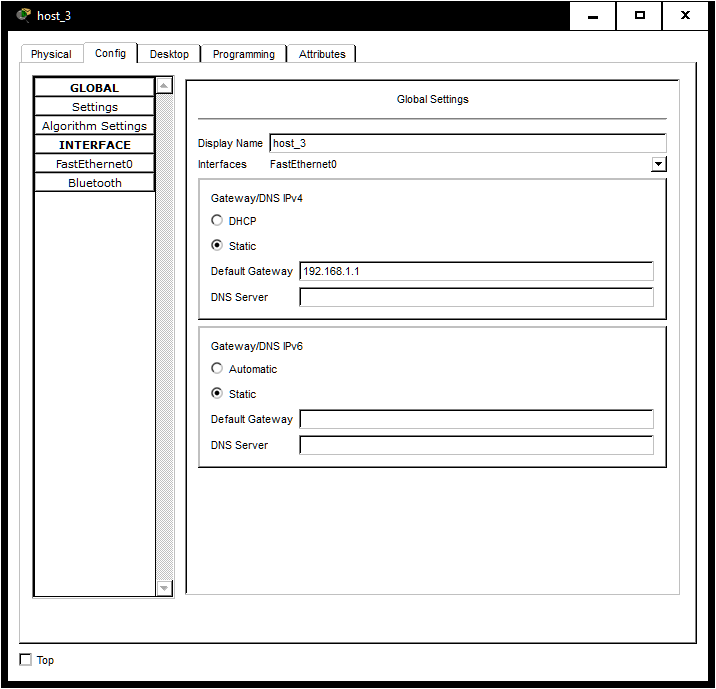 host_3
Physical Config Desktop Programming Attributes
GLOBAL
Settings
Algorithm Settings
INTERFACE
FastEthernet0
Bluetooth
Global Settings
Display Name host_3
Interfaces FastEthernet0
Gateway/DNS IPv4
DHCP
Static
Default Gateway 192.168.1.1
DNS Server
Gateway/DNS IPv6
Automatic
Static
Default Gateway
DNS Server
Top